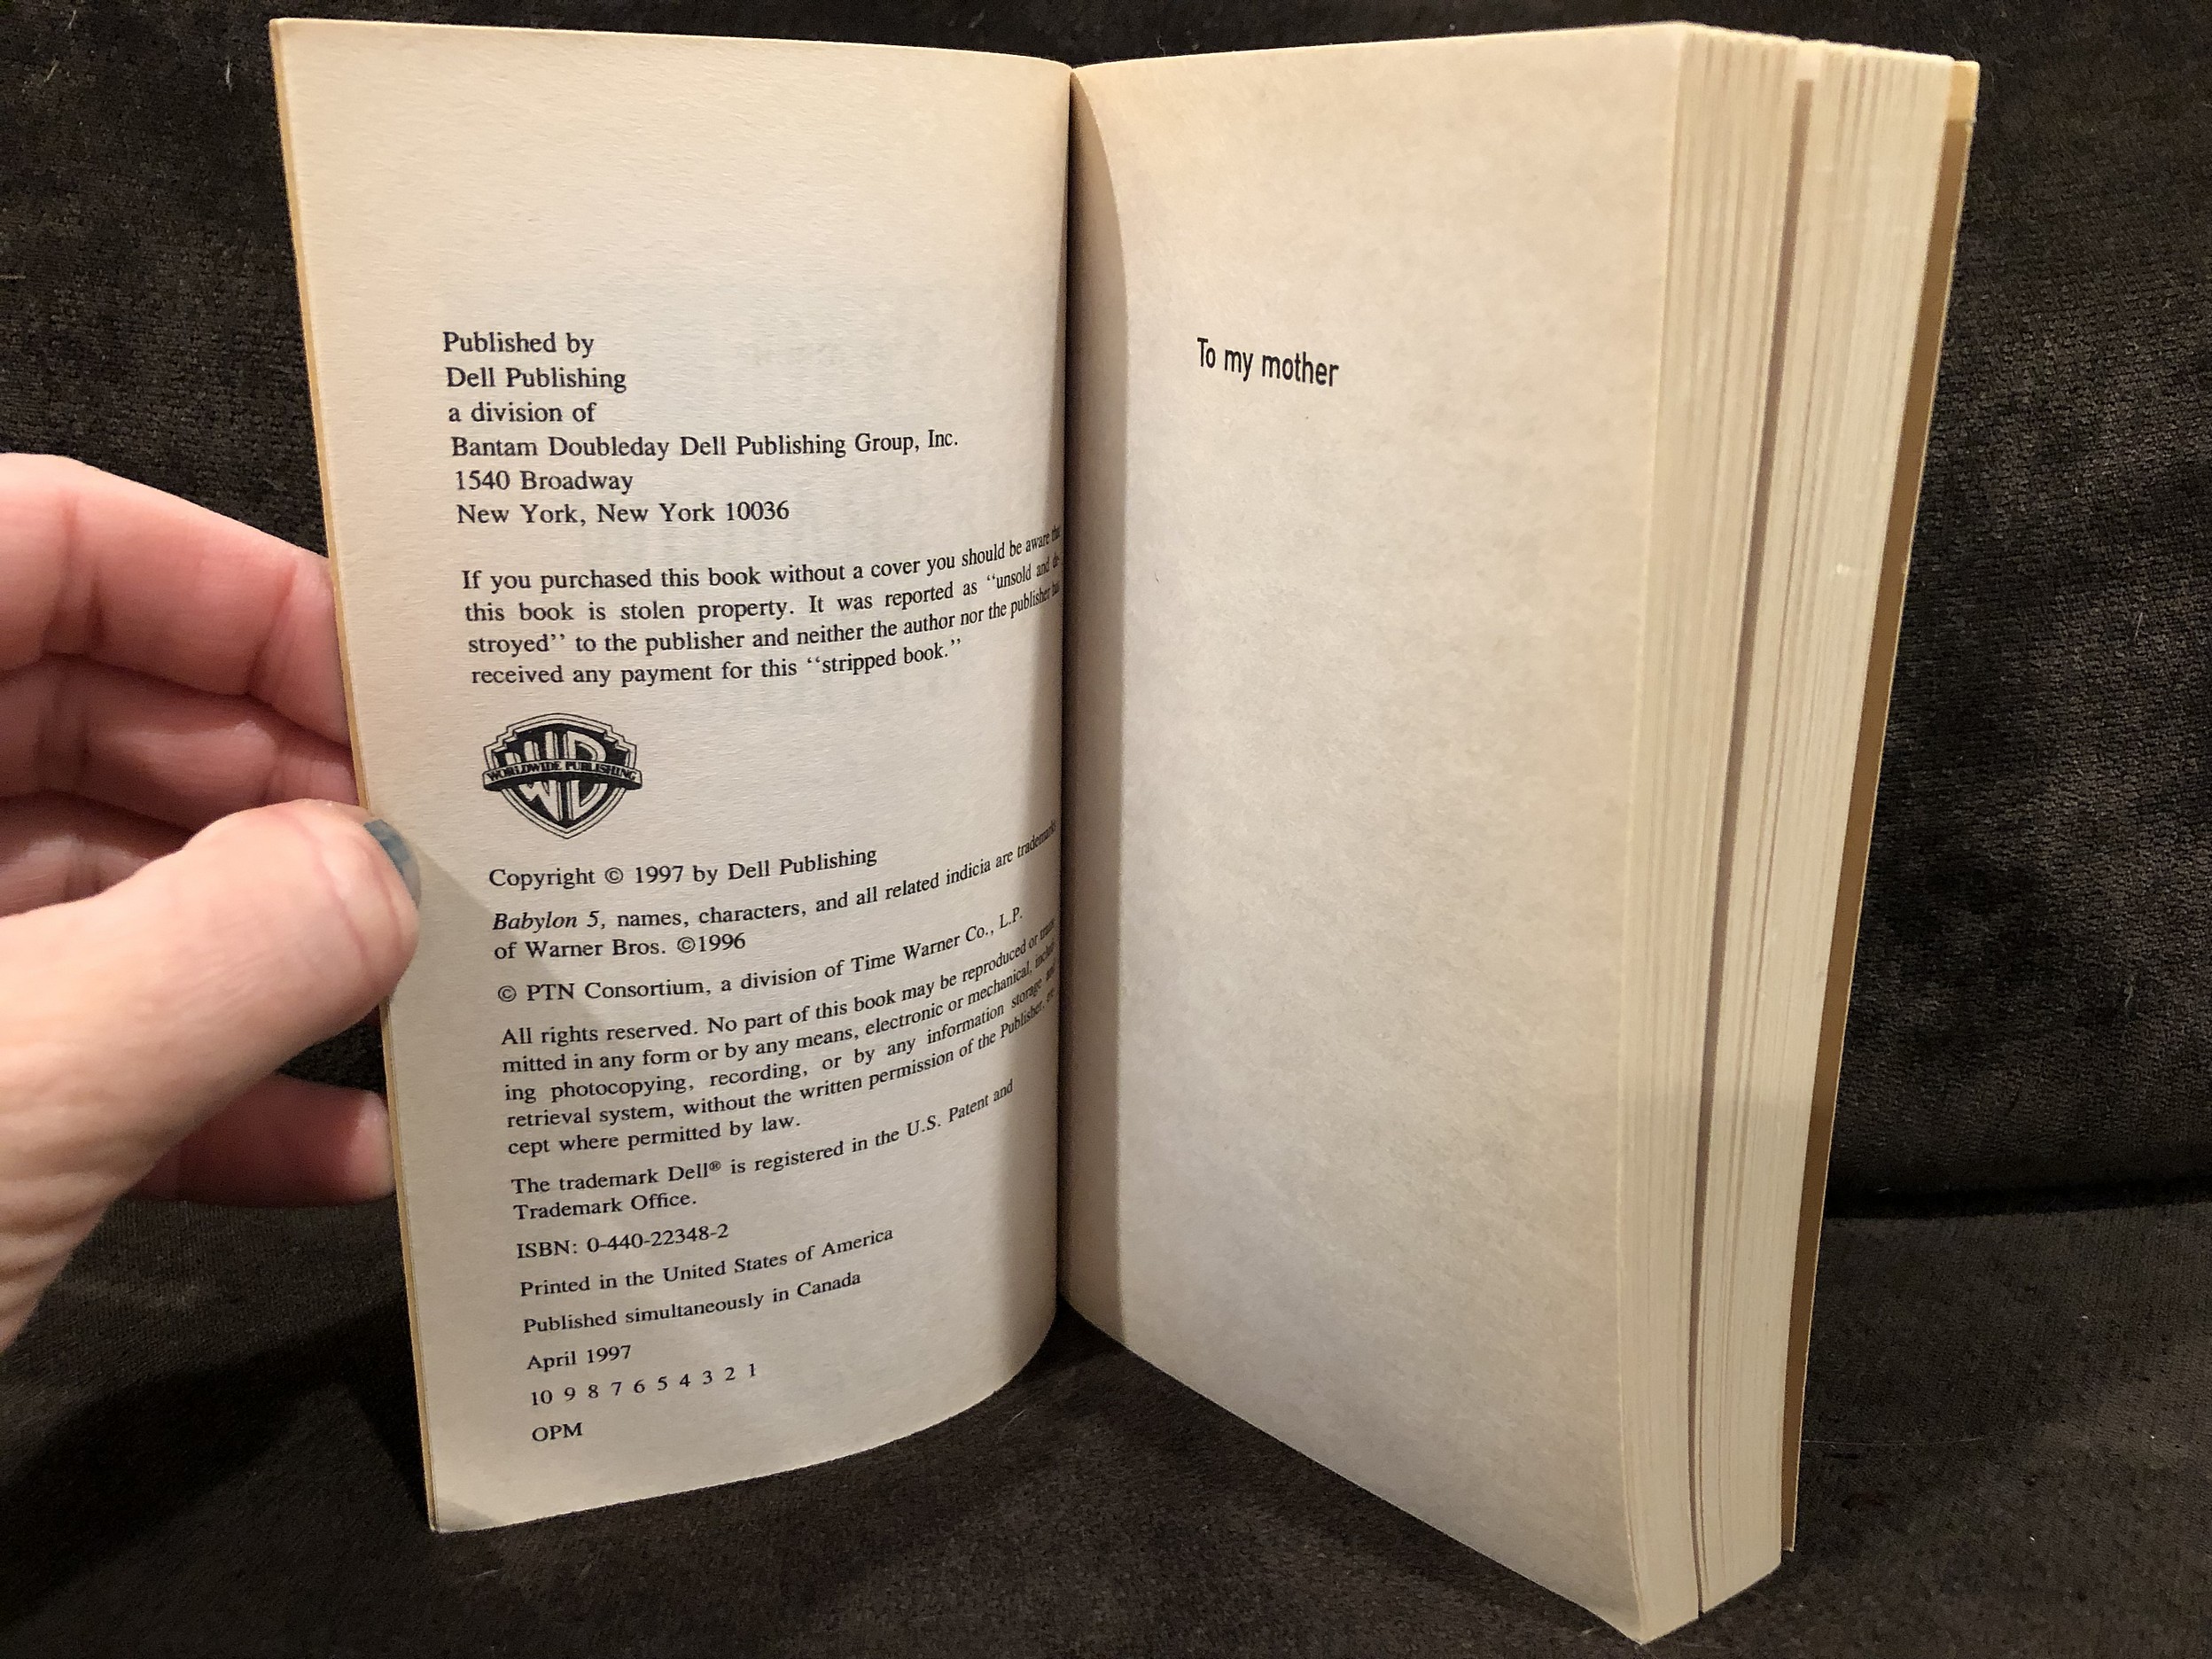 Published by
Dell Publishing
a division of
Bantam Doubleday Dell Publishing Group, Inc.
1540 Broadway
New York, New York 10036
If you purchased this book without a cover you should be aware
this book is stolen property. It was reported as ‘‘unsold and de-
stroyed’’ to the publisher and neither the author nor the publisher
received any payment for this ‘‘stripped book.’’
WORLDWIDE PUBLISHING
Copyright © 1997 by Dell Publishing
Babylon 5, names, characters, and all related indicia are trademarks
of Warner Bros. ©1996
© PTN Consortium, a division of Time Warner Co., L.P.
All rights reserved. No part of this book may be reproduced or
mitted in any form or by any means, electronic or mechanical,
ing photocopying, recording, or by any information storage and
retrieval system, without the written permission of the Publisher,
cept where permitted by law.
The trademark Dell® is registered in the U.S. Patent and
Trademark Office.
ISBN: 0-440-22348-2
Printed in the United States of America
Published simultaneously in Canada
April 1997
10 9 8 7 6 5 4 3 2 1
OPM
To my mother